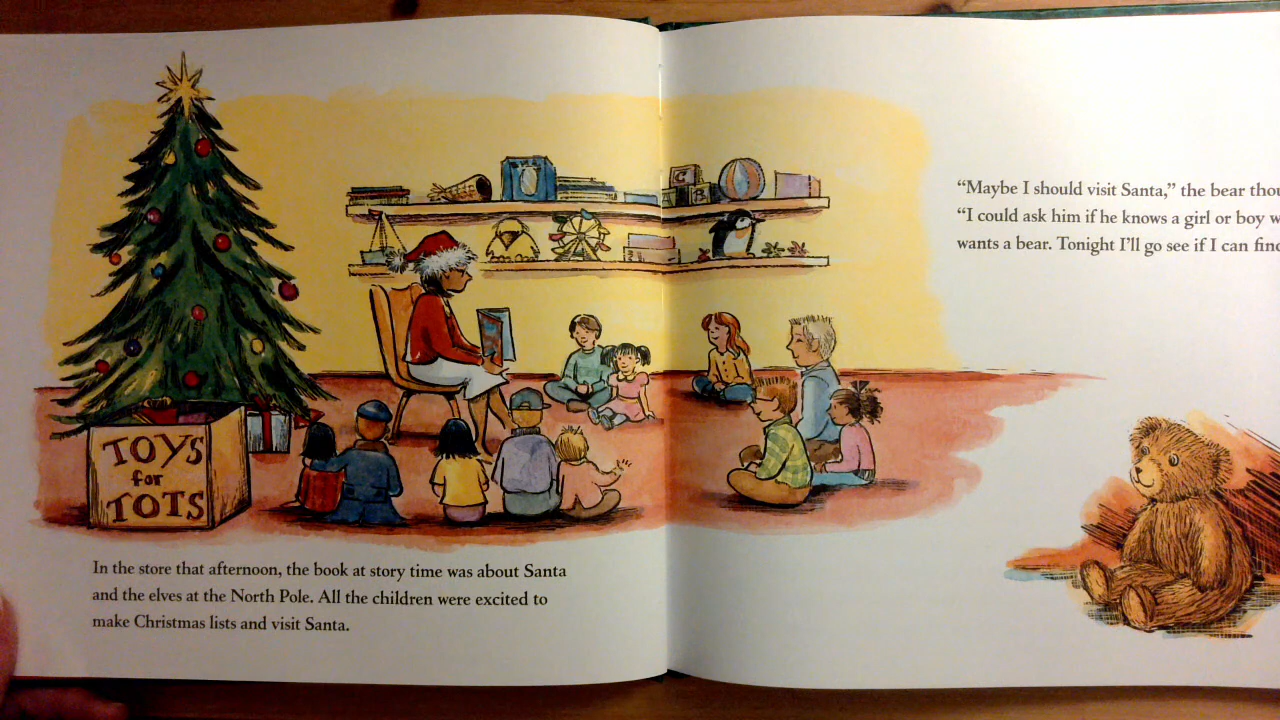 TOYS
for
TOTS
In the store that afternoon, the book at story time was about Santa
and the elves at the North Pole. All the children were excited to
make Christmas lists and visit Santa.
C
B
“Maybe I should visit Santa,” the bear
“I could ask him if he knows a girl or boy
wants a bear. Tonight I’ll go see if I can